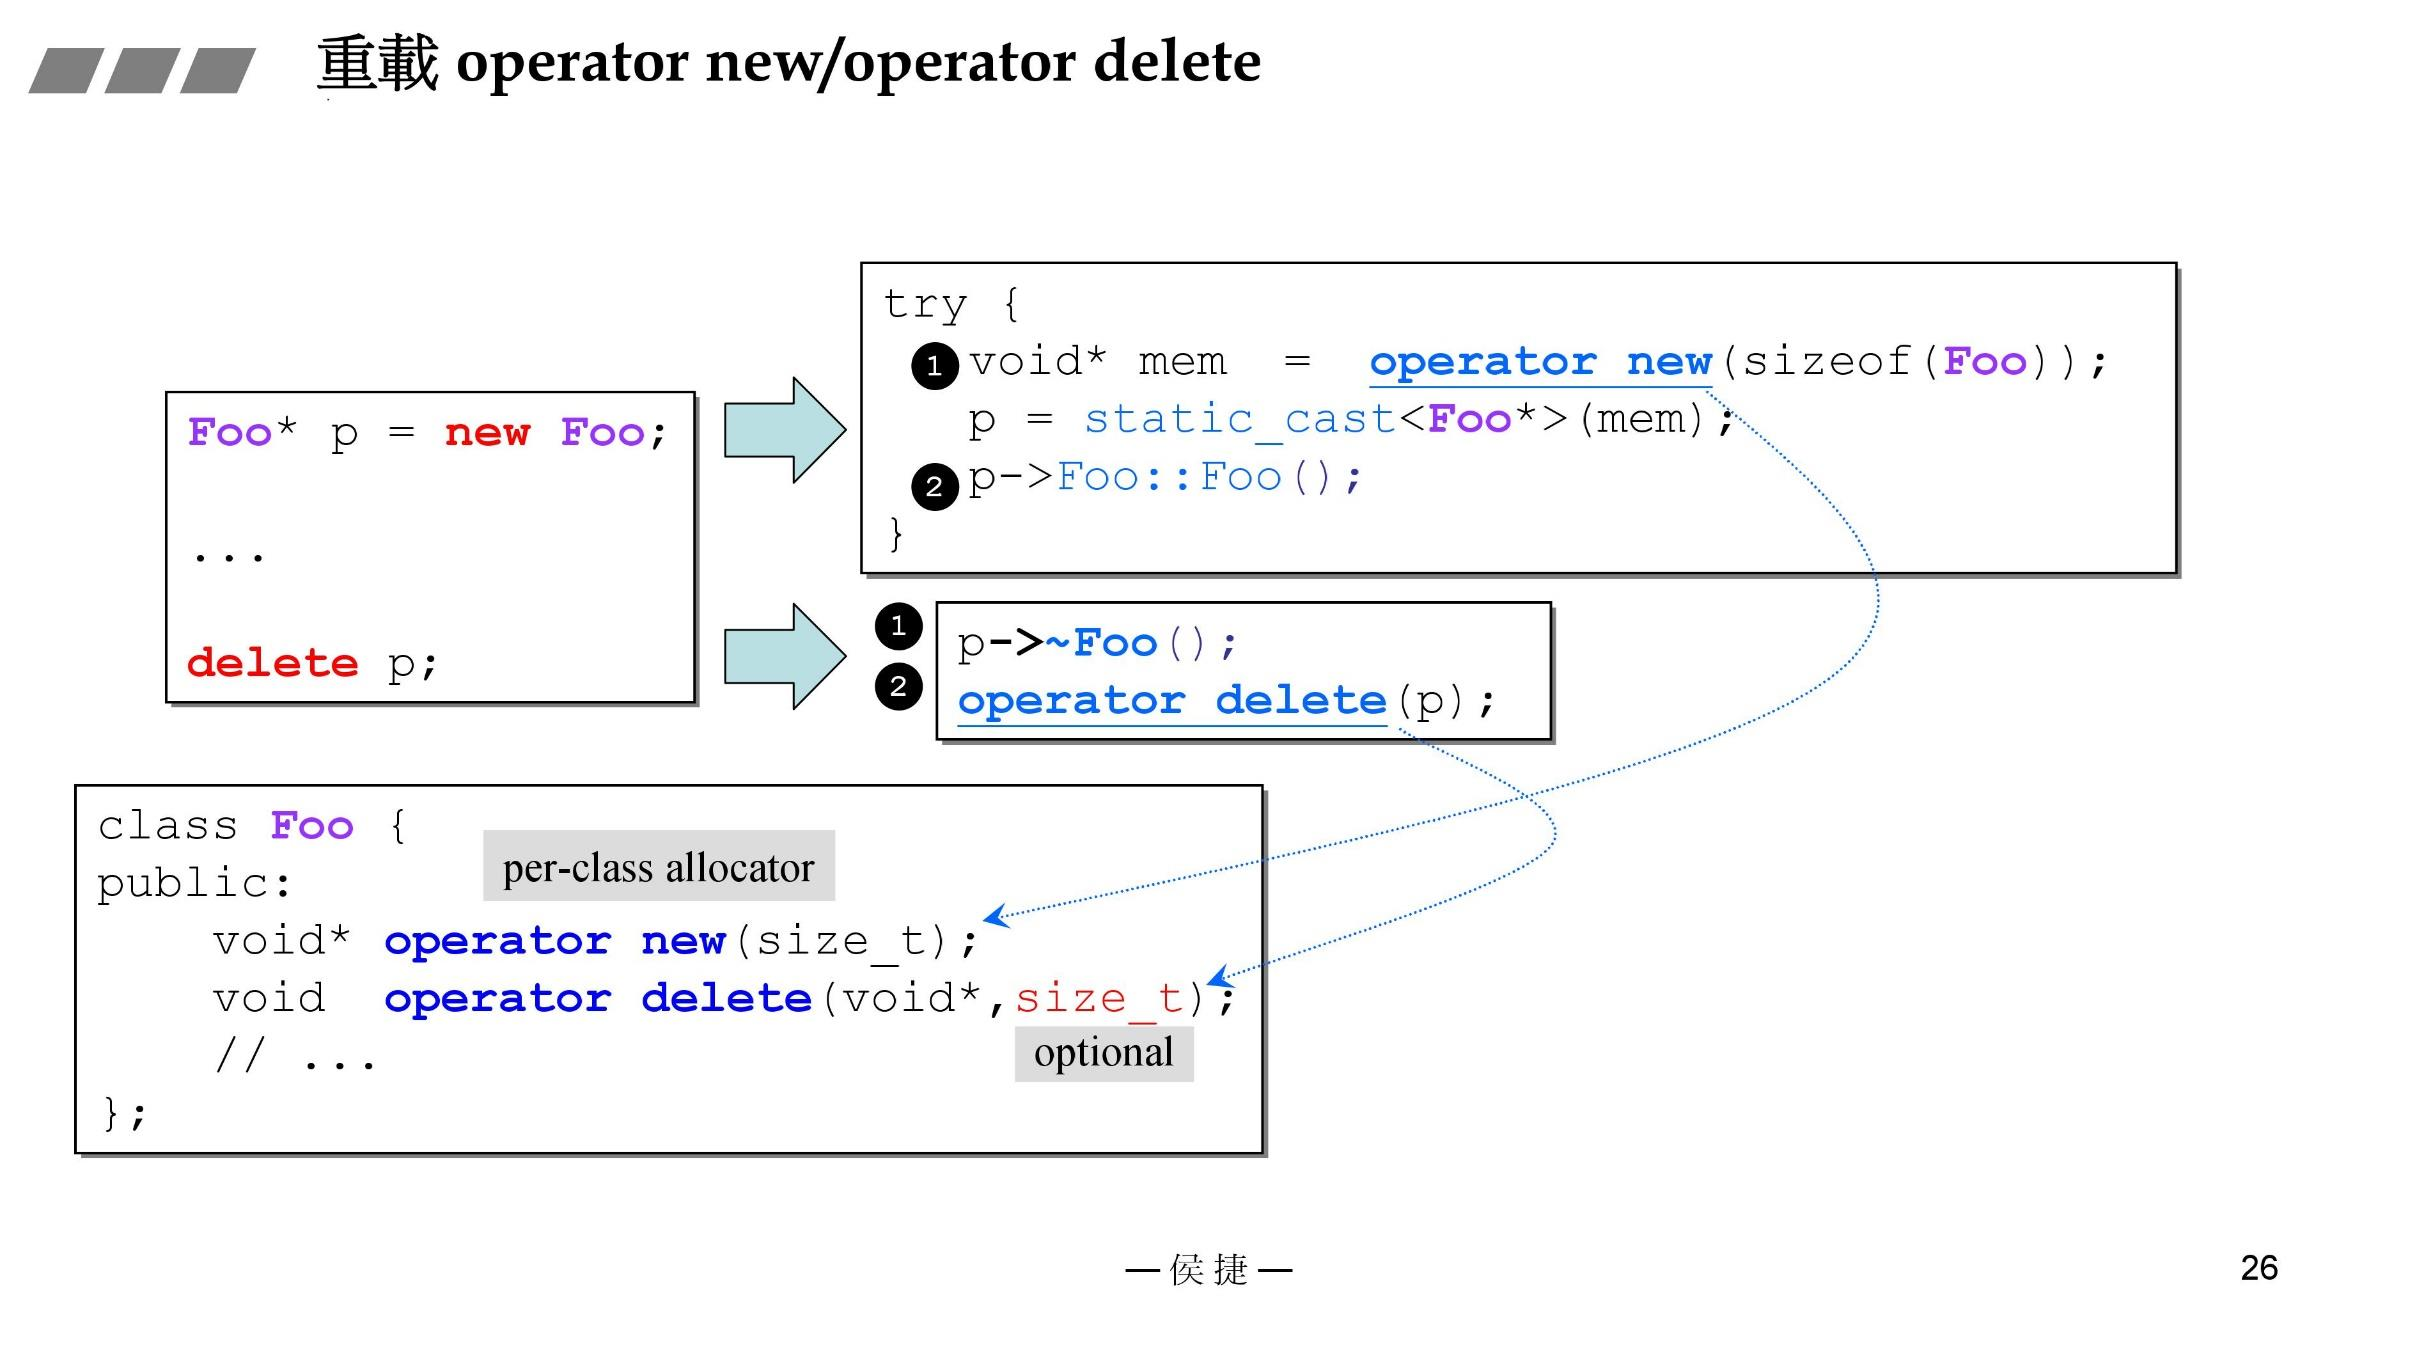 重載 operator new/operator delete
Foo* p = new Foo;
...
delete p;
try {
1 void* mem = operator new(sizeof(Foo));
p = static_cast<Foo*>(mem);
2 p->Foo::Foo();
}
1 p->~Foo();
2 operator delete(p);
class Foo {
per-class allocator
public:
void* operator new(size_t);
void operator delete(void*,size_t);
optional
// ...
};
— 侯 捷 —
26